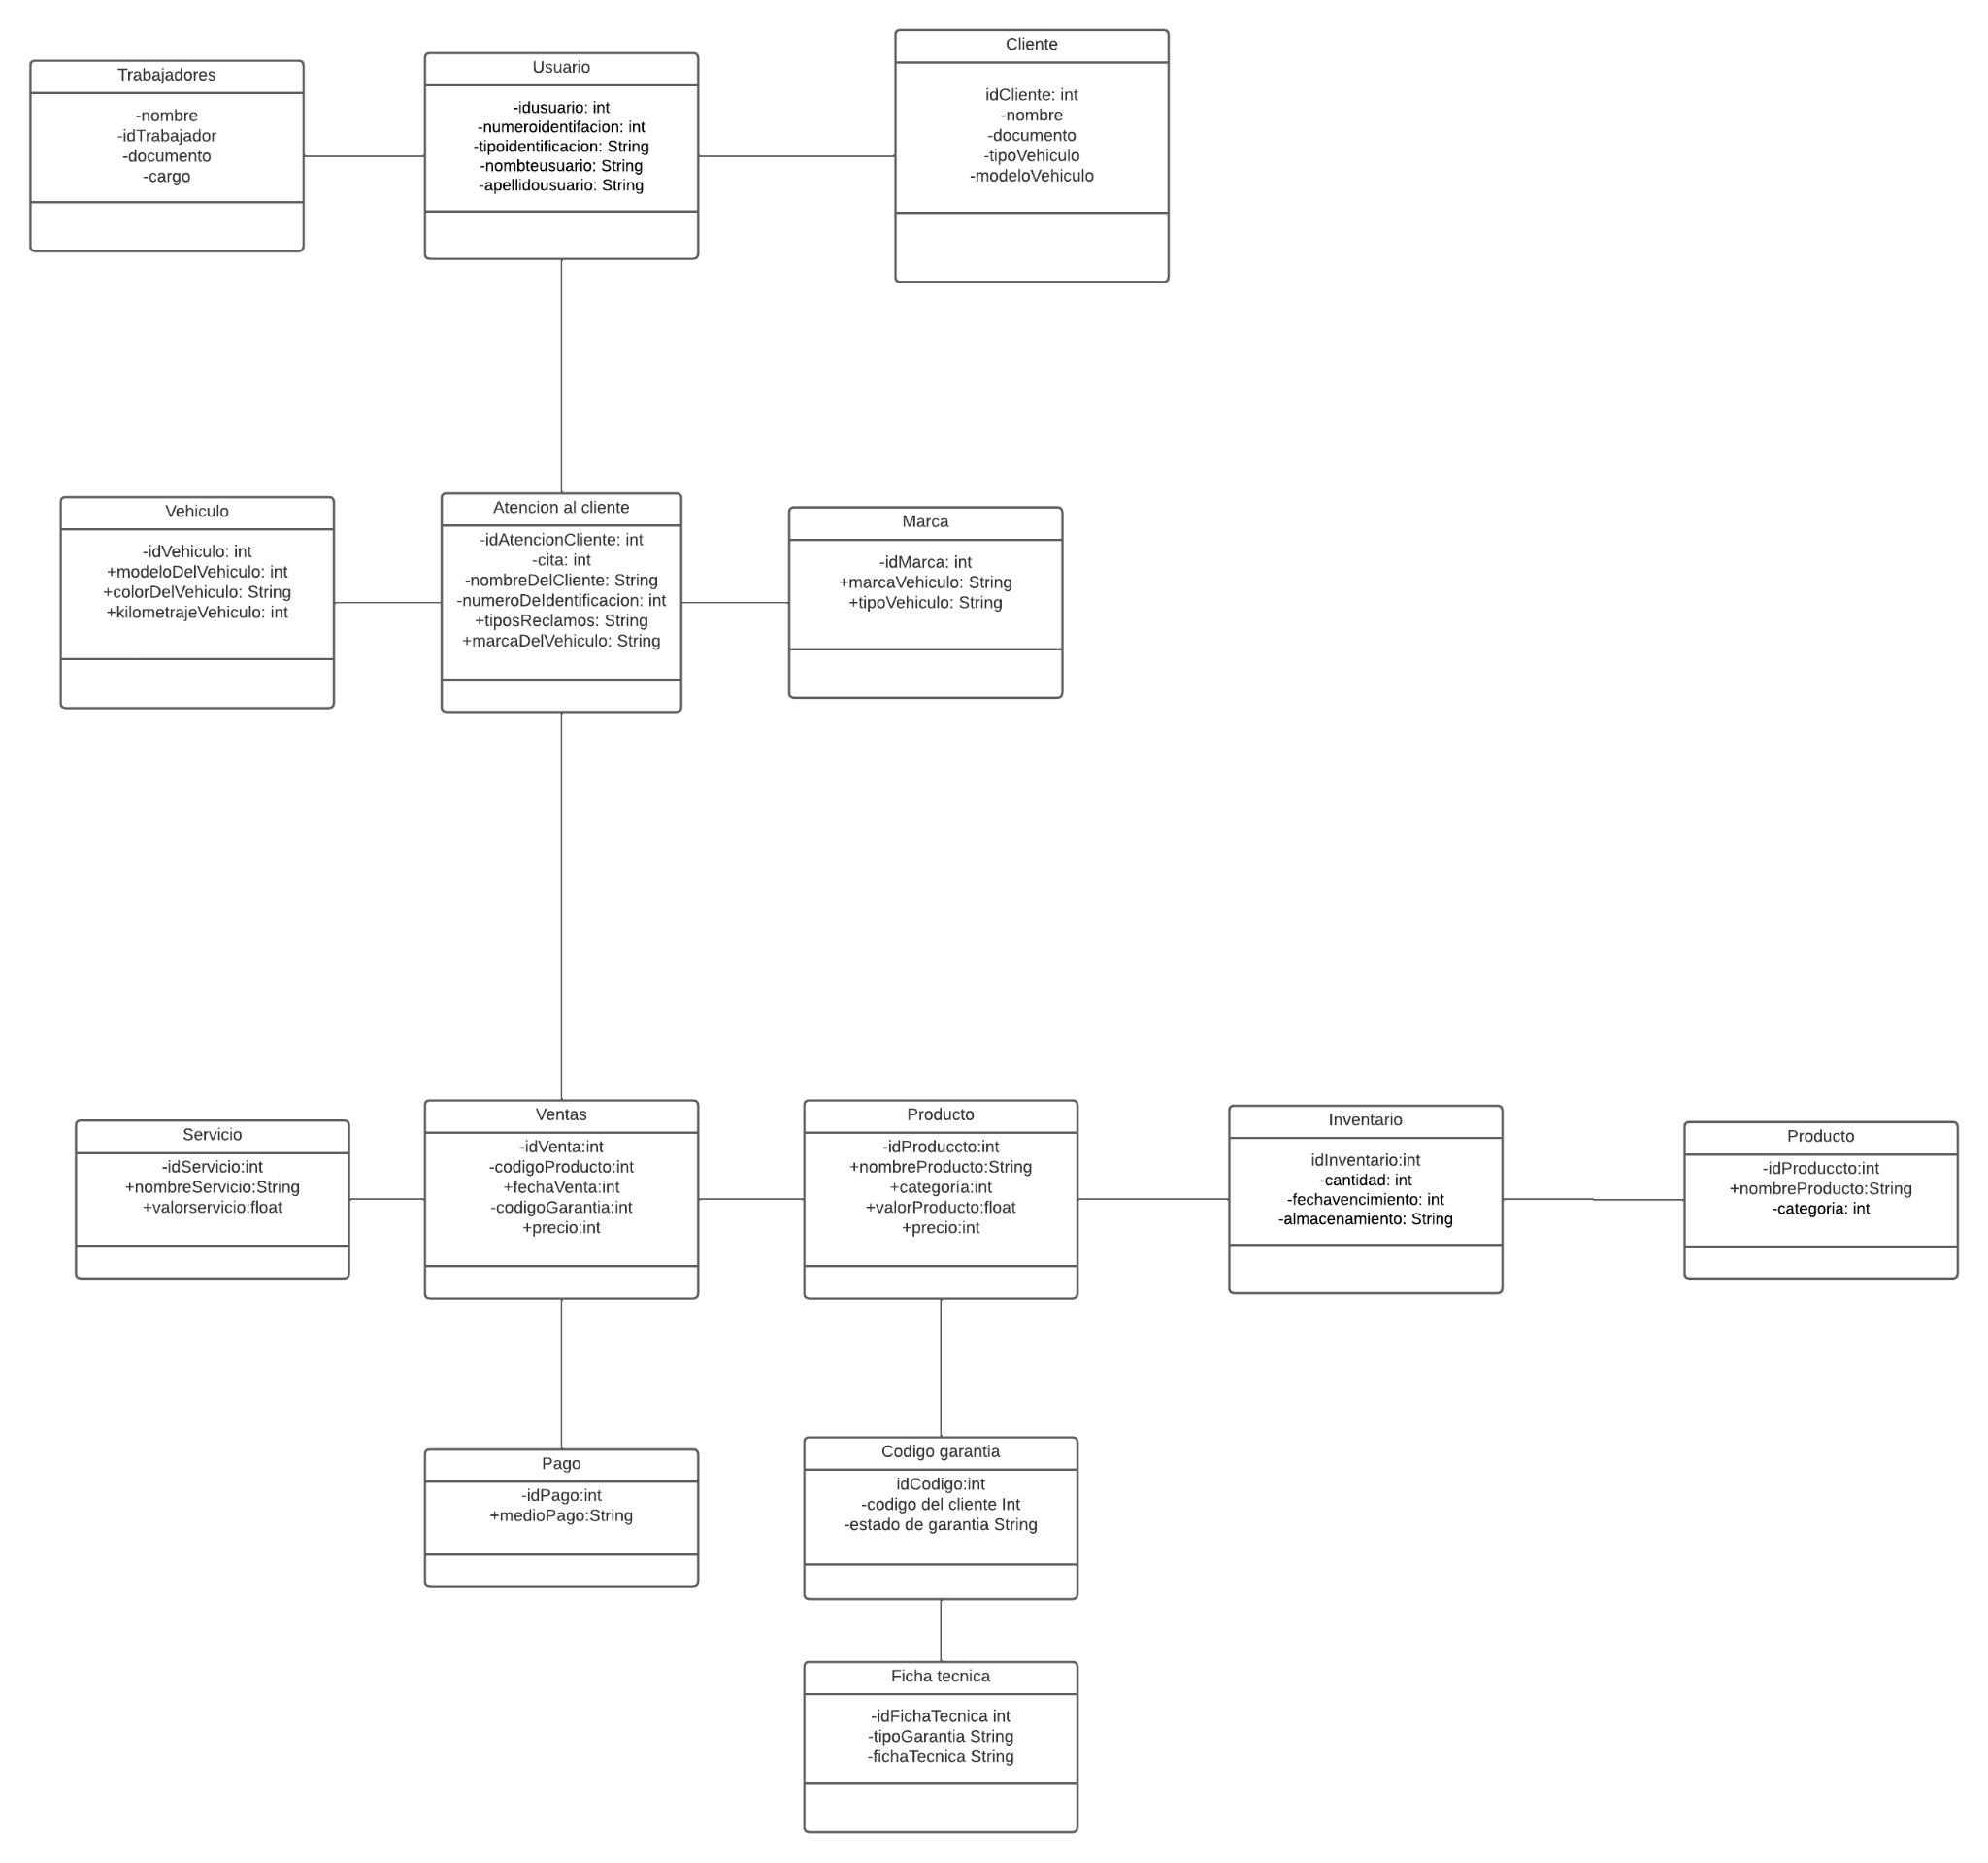 Trabajadores
-nombre
-idTrabajador
-documento
-cargo
Usuario
-idusuario: int
-numeroidentifacion: int
-tipoidentificacion: String
-nombteusuario: String
-apellidousuario: String
Cliente
idCliente: int
-nombre
-documento
-tipoVehiculo
-modeloVehiculo
Vehiculo
-idVehiculo: int
+modeloDelVehiculo: int
+colorDelVehiculo: String
+kilometrajeVehiculo: int
Atencion al cliente
-idAtencionCliente: int
-cita: int
-nombreDelCliente: String
-numeroDeIdentificacion: int
+tiposReclamos: String
+marcaDelVehiculo: String
Marca
-idMarca: int
+marcaVehiculo: String
+tipoVehiculo: String
Servicio
-idServicio:int
+nombreServicio:String
+valorservicio:float
Ventas
-idVenta:int
-codigoProducto:int
+fechaVenta:int
-codigoGarantia:int
+precio:int
Producto
-idProduccto:int
+nombreProducto:String
+categoría:int
+valorProducto:float
+precio:int
Inventario
idInventario:int
-cantidad: int
-fechavencimiento: int
-almacenamiento: String
Producto
-idProduccto:int
+nombreProducto:String
-categoria: int
Pago
-idPago:int
+medioPago:String
Codigo garantia
idCodigo:int
-codigo del cliente Int
-estado de garantia String
Ficha tecnica
-idFichaTecnica int
-tipoGarantia String
-fichaTecnica String